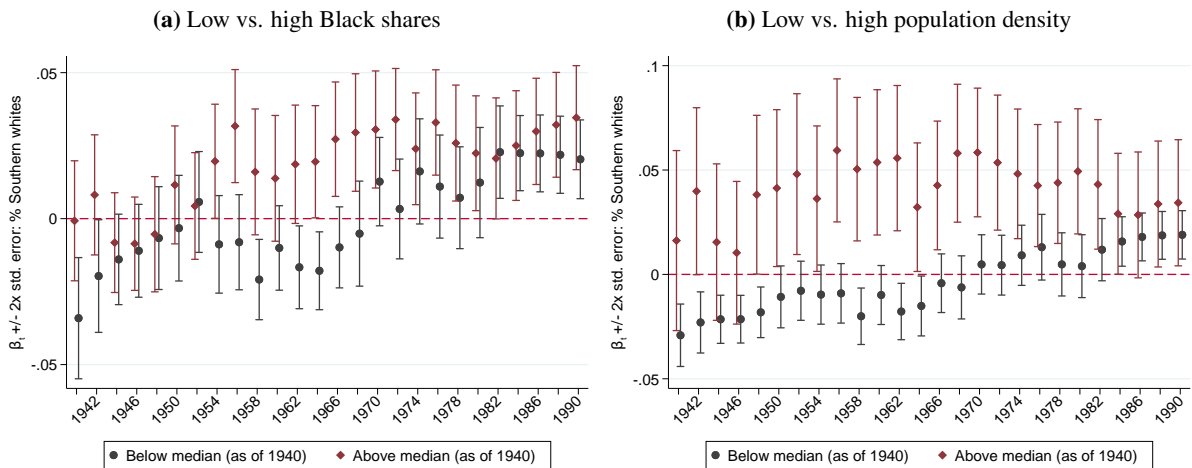 (a) Low vs. high Black shares
β_t +/- 2x std. error: % Southern whites
.05
0
-.05
1942 1946 1950 1954 1958 1962 1966 1970 1974 1978 1982 1986 1990
Below median (as of 1940) Above median (as of 1940)
(b) Low vs. high population density
β_t +/- 2x std. error: % Southern whites
.1
.05
0
-.05
1942 1946 1950 1954 1958 1962 1966 1970 1974 1978 1982 1986 1990
Below median (as of 1940) Above median (as of 1940)